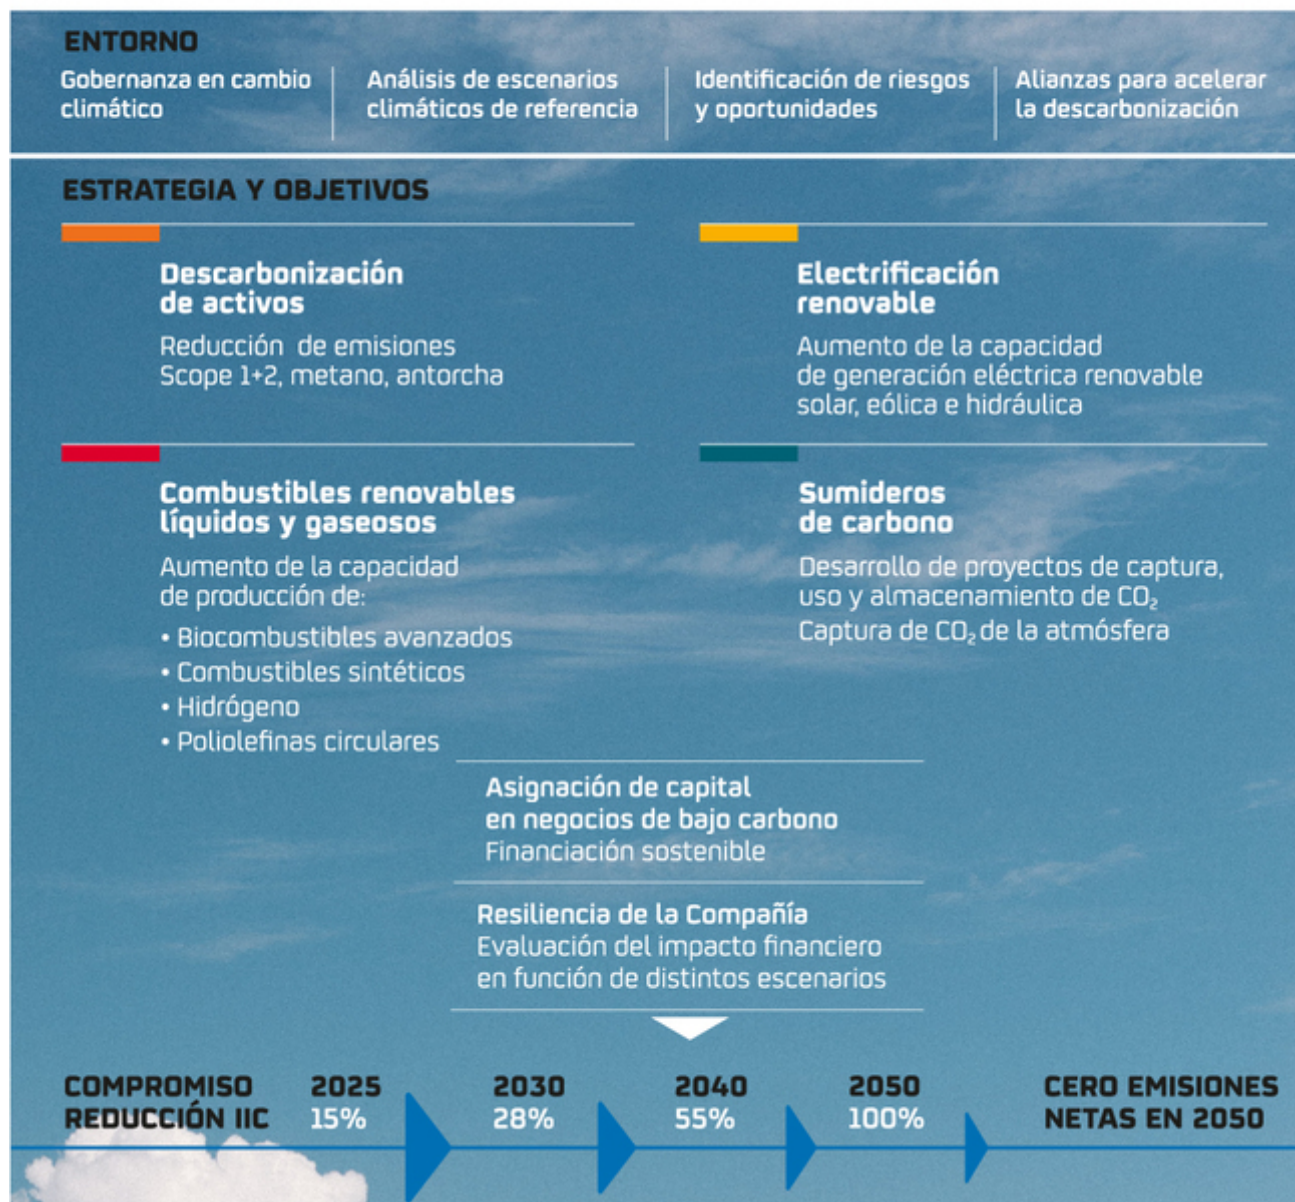 ENTORNO
Gobernanza en cambio
climático
Análisis de escenarios
climáticos de referencia
Identificación de riesgos
y oportunidades
Alianzas para acelerar
la descarbonización
ESTRATEGIA Y OBJETIVOS
Descarbonización
de activos
Reducción de emisiones
Scope 1+2, metano, antorcha
Electrificación
renovable
Aumento de la capacidad
de generación eléctrica renovable
solar, eólica e hidráulica
Combustibles renovables
líquidos y gaseosos
Aumento de la capacidad
de producción de:
• Biocombustibles avanzados
• Combustibles sintéticos
• Hidrógeno
• Poliolefinas circulares
Sumideros
de carbono
Desarrollo de proyectos de captura,
uso y almacenamiento de CO₂
Captura de CO₂ de la atmósfera
Asignación de capital
en negocios de bajo carbono
Financiación sostenible
Resiliencia de la Compañía
Evaluación del impacto financiero
en función de distintos escenarios
COMPROMISO
REDUCCIÓN IIC
2025
15%
2030
28%
2040
55%
2050
100%
CERO EMISIONES
NETAS EN 2050